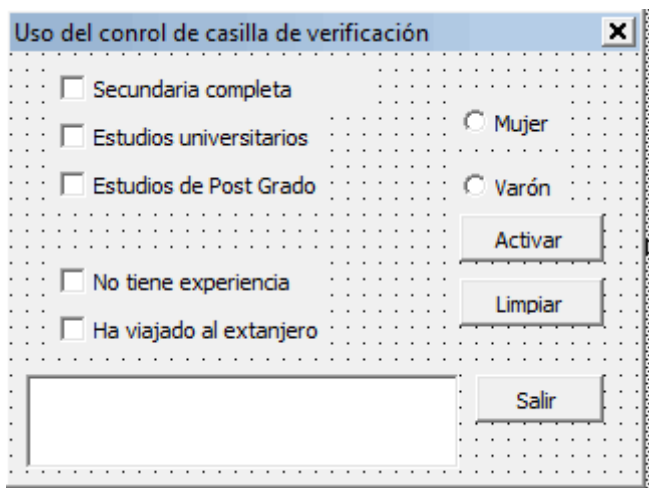 Uso del conrol de casilla de verificación
Secundaria completa
Estudios universitarios
Estudios de Post Grado
No tiene experiencia
Ha viajado al extanjero
Mujer
Varón
Activar
Limpiar
Salir